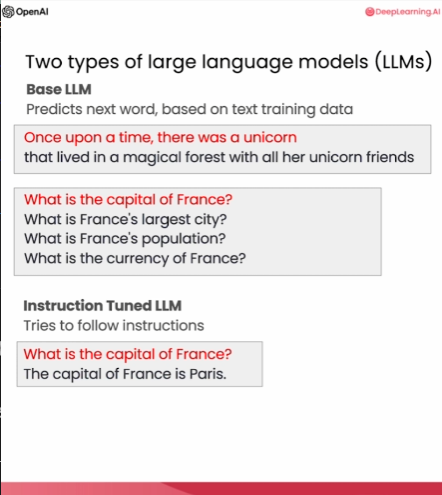 OpenAI
DeepLearning.AI
Two types of large language models (LLMs)
Base LLM
Predicts next word, based on text training data
Once upon a time, there was a unicorn
that lived in a magical forest with all her unicorn friends
What is the capital of France?
What is France's largest city?
What is France's population?
What is the currency of France?
Instruction Tuned LLM
Tries to follow instructions
What is the capital of France?
The capital of France is Paris.